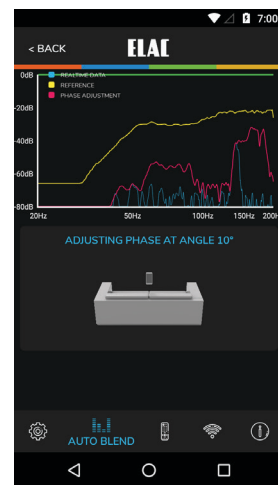 7:00
< BACK
ELAC
0dB
REALTIME DATA
REFERENCE
PHASE ADJUSTMENT
-20dB
-40dB
-60dB
-80dB
20Hz 50Hz 100Hz 150Hz 200H
ADJUSTING PHASE AT ANGLE 10°
AUTO BLEND